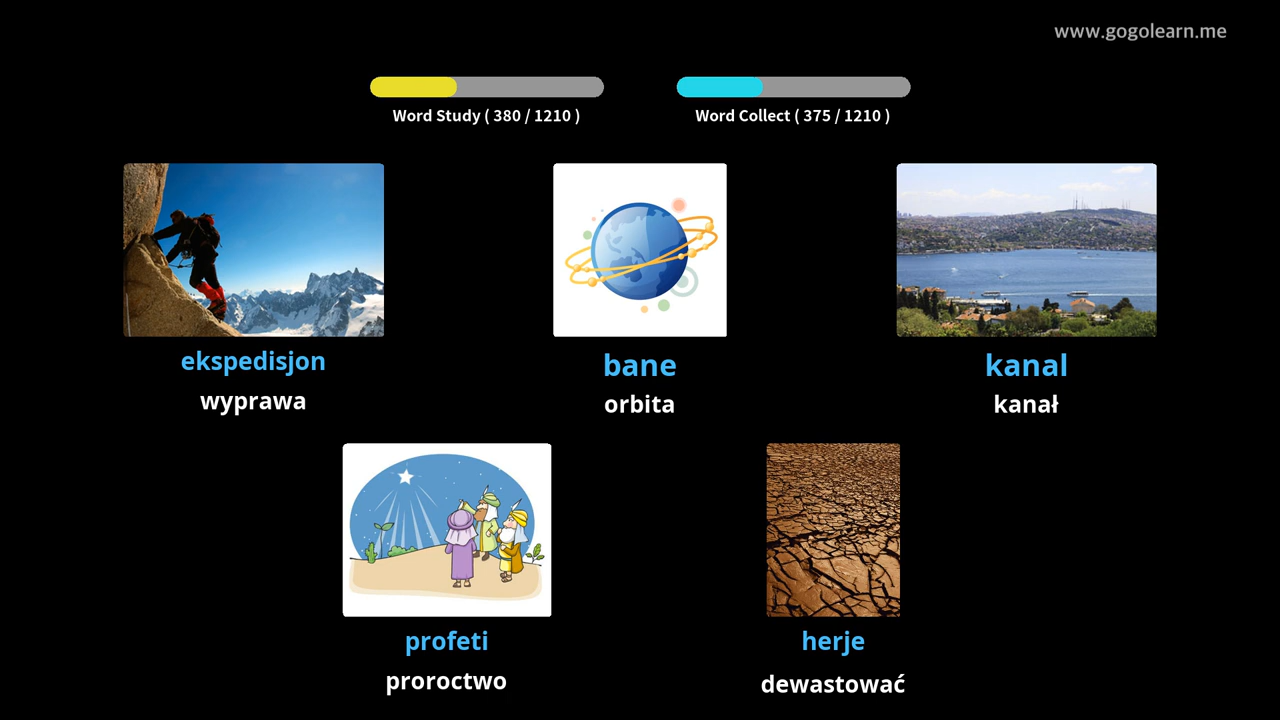 www.gogolearn.me
Word Study ( 380 / 1210 )
Word Collect ( 375 / 1210 )
ekspedisjon
wyprawa
bane
orbita
kanal
kanał
profeti
proroctwo
herje
dewastować